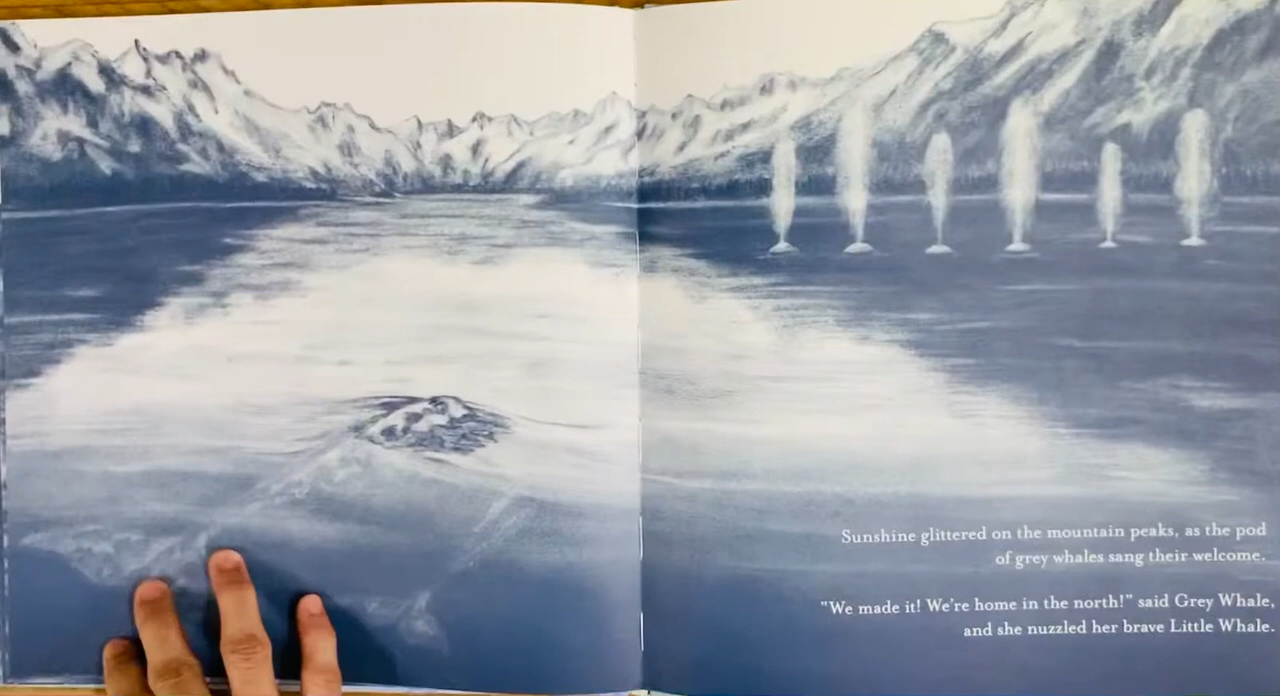 Sunshine glittered on the mountain peaks, as the pod
of grey whales sang their welcome.
"We made it! We're home in the north!" said Grey Whale,
and she nuzzled her brave Little Whale.